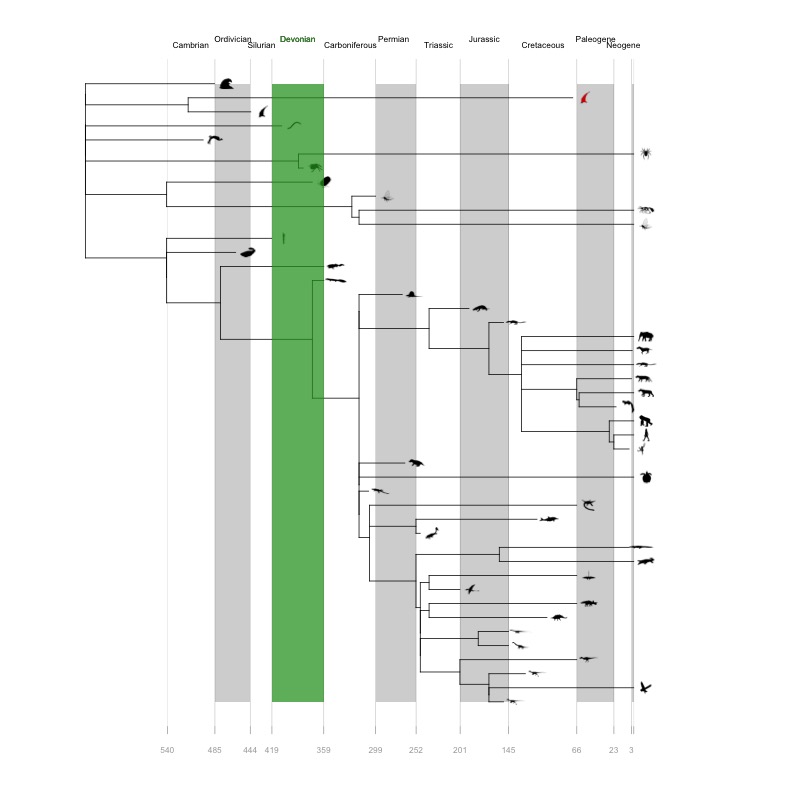 Ordivician Devonian Permian Jurassic Paleogene
Cambrian Silurian Carboniferous Triassic Cretaceous Neogene
540 485 444 419 359 299 252 201 145 66 23 3